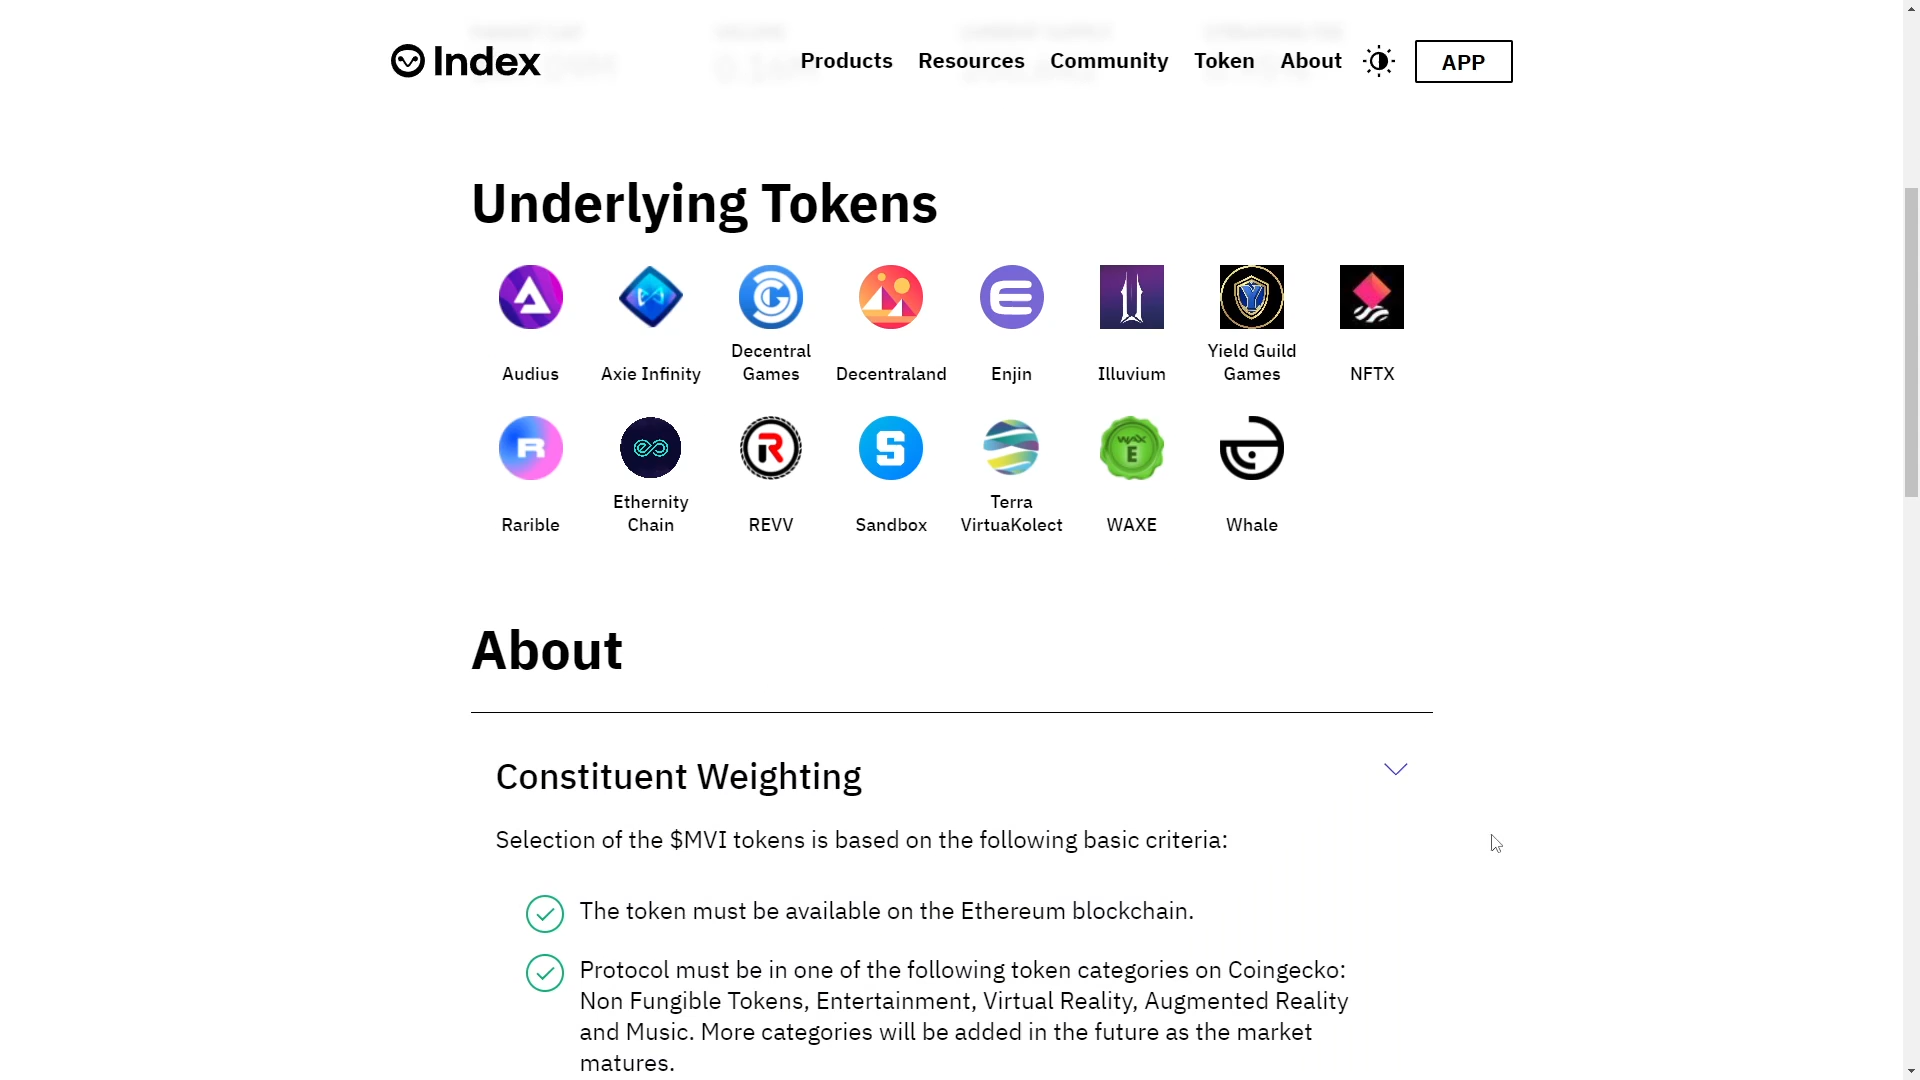 Index
Products Resources Community Token About APP
Underlying Tokens
Audius Axie Infinity Decentral Games Decentraland Enjin Illuvium Yield Guild Games NFTX
Rarible Ethernity Chain REVV Sandbox Terra VirtuaKolect WAXE Whale
About
Constituent Weighting
Selection of the $MVI tokens is based on the following basic criteria:
The token must be available on the Ethereum blockchain.
Protocol must be in one of the following token categories on Coingecko:
Non Fungible Tokens, Entertainment, Virtual Reality, Augmented Reality
and Music. More categories will be added in the future as the market
matures.